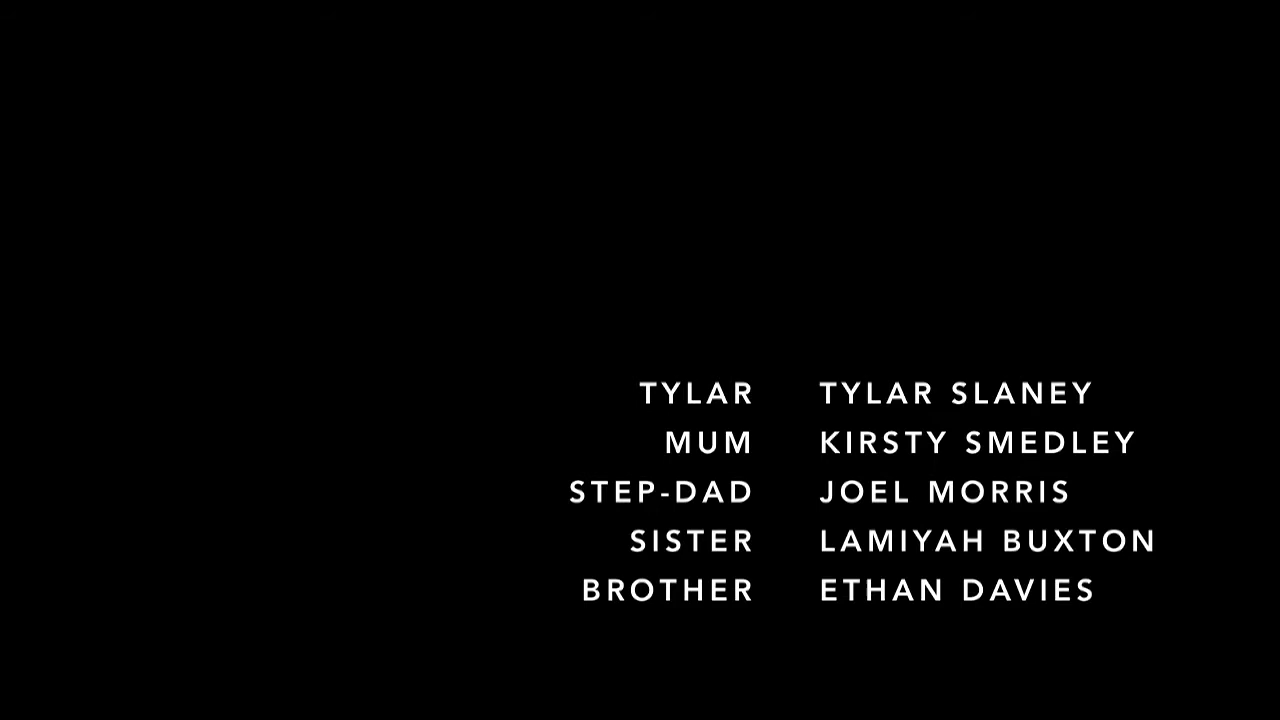 TYLAR TYLAR SLANEY
MUM KIRSTY SMEDLEY
STEP-DAD JOEL MORRIS
SISTER LAMIYAH BUXTON
BROTHER ETHAN DAVIES